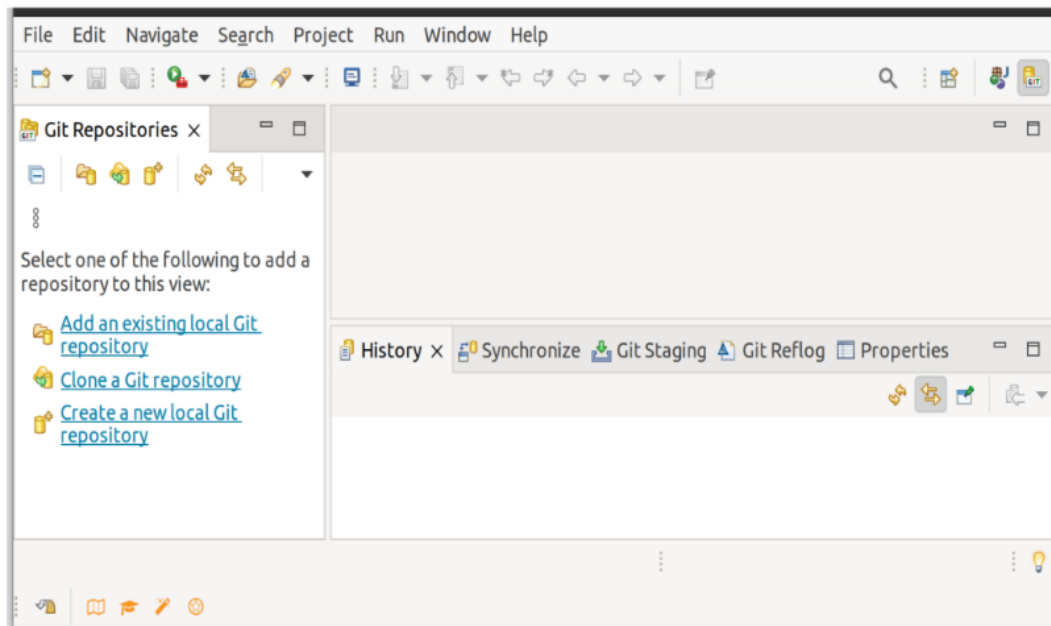 File Edit Navigate Search Project Run Window Help
GIT
Git Repositories
GIT
Select one of the following to add a
repository to this view:
Add an existing local Git
repository
Clone a Git repository
Create a new local Git
repository
History Synchronize Git Staging Git Reflog Properties